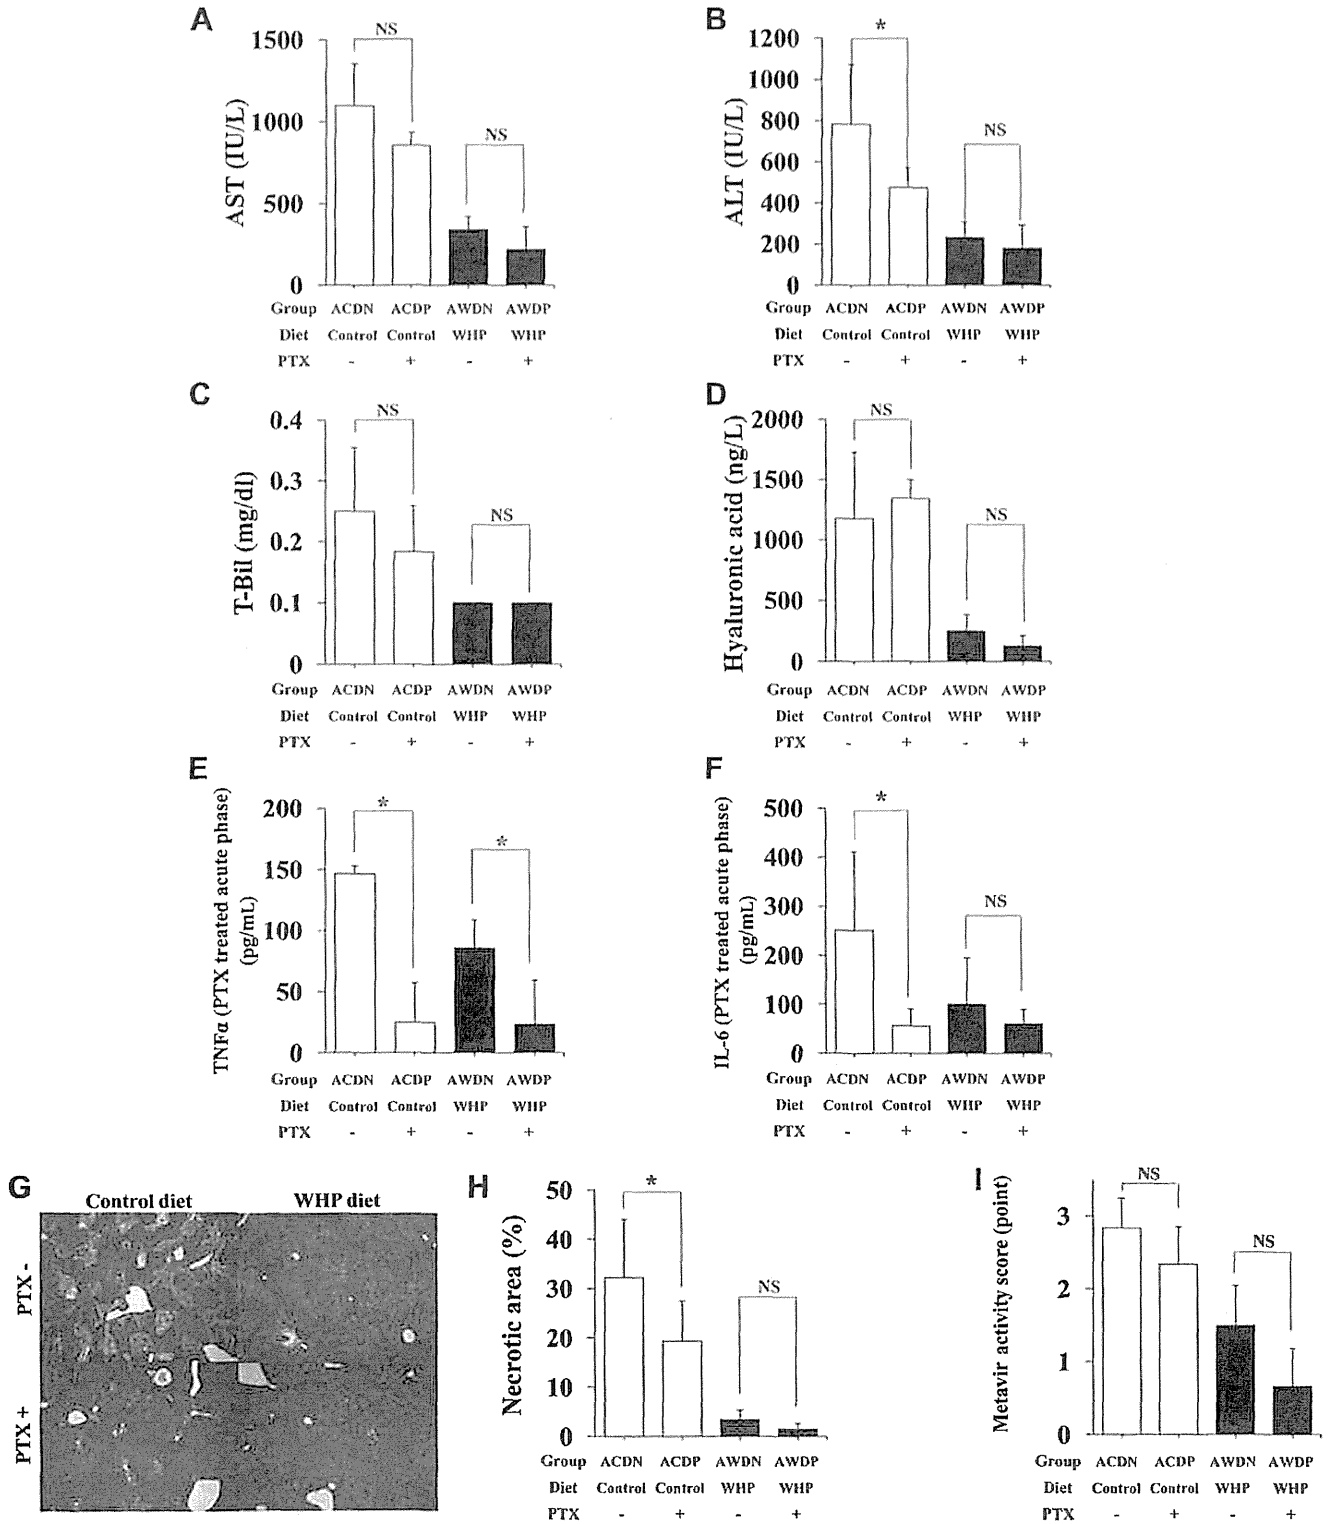 A
NS
1500
1000
500
0
AST (IU/L)
NS
Group ACDN ACDP AWDN AWDP
Diet Control Control WHP WHP
PTX - + - +
B
*
1200
1000
800
600
400
200
0
ALT (IU/L)
NS
Group ACDN ACDP AWDN AWDP
Diet Control Control WHP WHP
PTX - + - +
C
NS
0.4
0.3
0.2
0.1
0
T-Bil (mg/dl)
NS
Group ACDN ACDP AWDN AWDP
Diet Control Control WHP WHP
PTX - + - +
D
NS
2000
1500
1000
500
0
Hyaluronic acid (ng/L)
NS
Group ACDN ACDP AWDN AWDP
Diet Control Control WHP WHP
PTX - + - +
E
*
200
150
100
50
0
TNFα (PTX treated acute phase)
(pg/mL)
*
Group ACDN ACDP AWDN AWDP
Diet Control Control WHP WHP
PTX - + - +
F
*
500
400
300
200
100
0
IL-6 (PTX treated acute phase)
(pg/mL)
NS
Group ACDN ACDP AWDN AWDP
Diet Control Control WHP WHP
PTX - + - +
G
Control diet WHP diet
PTX -
PTX +
H
*
50
40
30
20
10
0
Necrotic area (%)
NS
Group ACDN ACDP AWDN AWDP
Diet Control Control WHP WHP
PTX - + - +
I
NS
3
2
1
0
Metavir activity score (point)
NS
Group ACDN ACDP AWDN AWDP
Diet Control Control WHP WHP
PTX - + - +